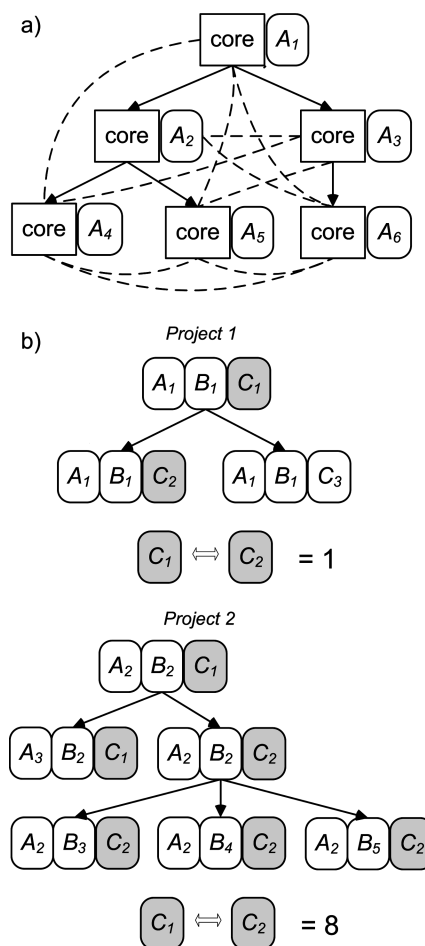 a)
core A₁
core A₂ core A₃
core A₄ core A₅ core A₆
b)
Project 1
A₁ B₁ C₁
A₁ B₁ C₂ A₁ B₁ C₃
C₁ ⇔ C₂ = 1
Project 2
A₂ B₂ C₁
A₃ B₂ C₁ A₂ B₂ C₂
A₂ B₃ C₂ A₂ B₄ C₂ A₂ B₅ C₂
C₁ ⇔ C₂ = 8